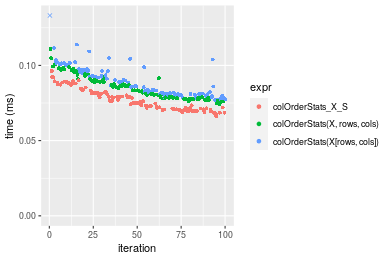 0.10
0.05
0.00
time (ms)
0
25
50
75
100
iteration
expr
colOrderStats_X_S
colOrderStats(X, rows, cols)
colOrderStats(X[rows, cols])